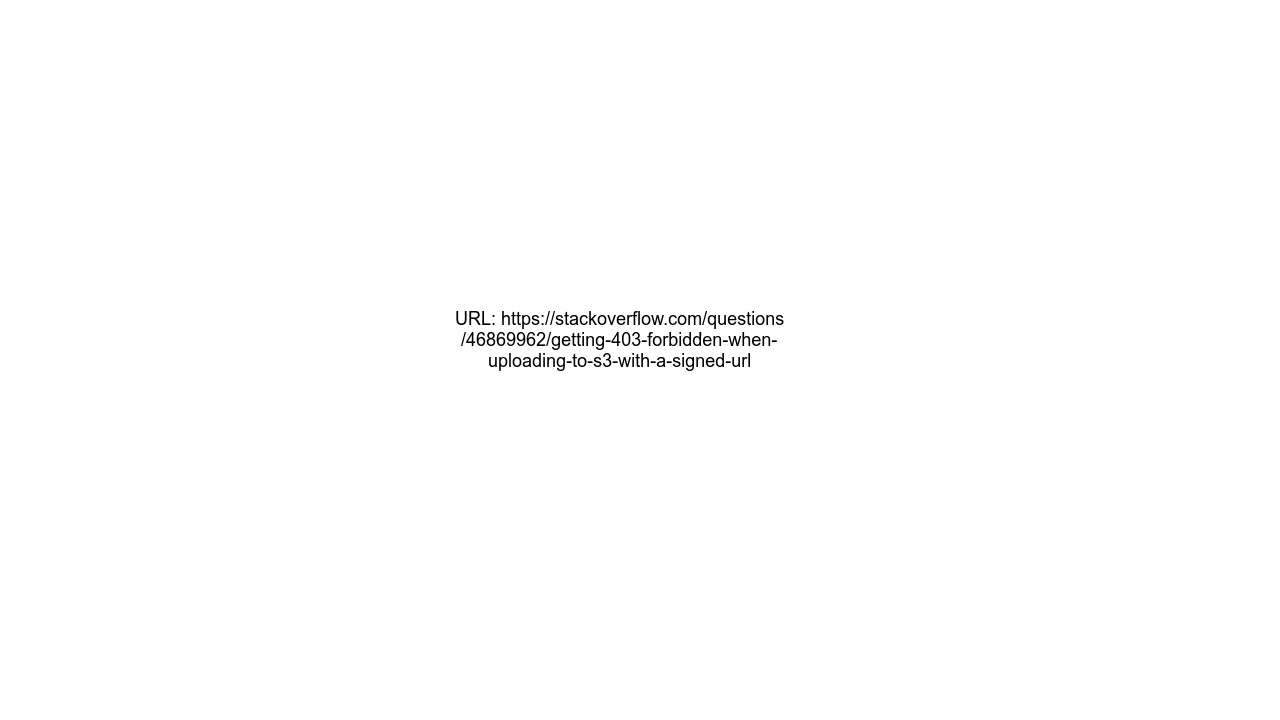 URL: https://stackoverflow.com/questions
/46869962/getting-403-forbidden-when-
uploading-to-s3-with-a-signed-url